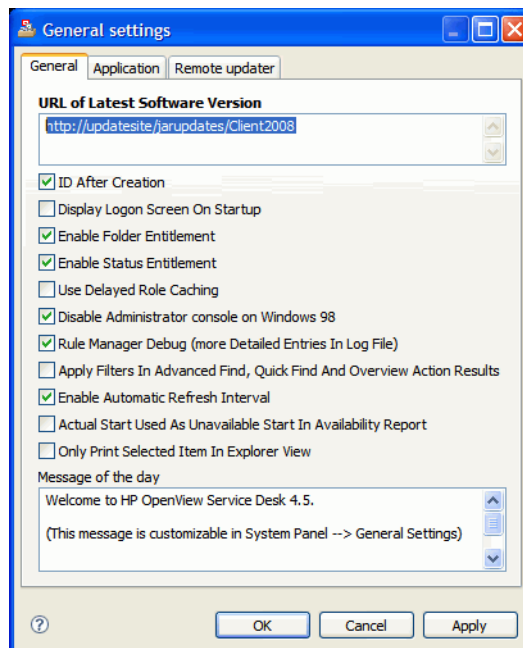 General settings
General Application Remote updater
URL of Latest Software Version
http://updatesite/jarupdates/Client2008
ID After Creation
Display Logon Screen On Startup
Enable Folder Entitlement
Enable Status Entitlement
Use Delayed Role Caching
Disable Administrator console on Windows 98
Rule Manager Debug (more Detailed Entries In Log File)
Apply Filters In Advanced Find, Quick Find And Overview Action Results
Enable Automatic Refresh Interval
Actual Start Used As Unavailable Start In Availability Report
Only Print Selected Item In Explorer View
Message of the day
Welcome to HP OpenView Service Desk 4.5.
(This message is customizable in System Panel --> General Settings)
? OK Cancel Apply